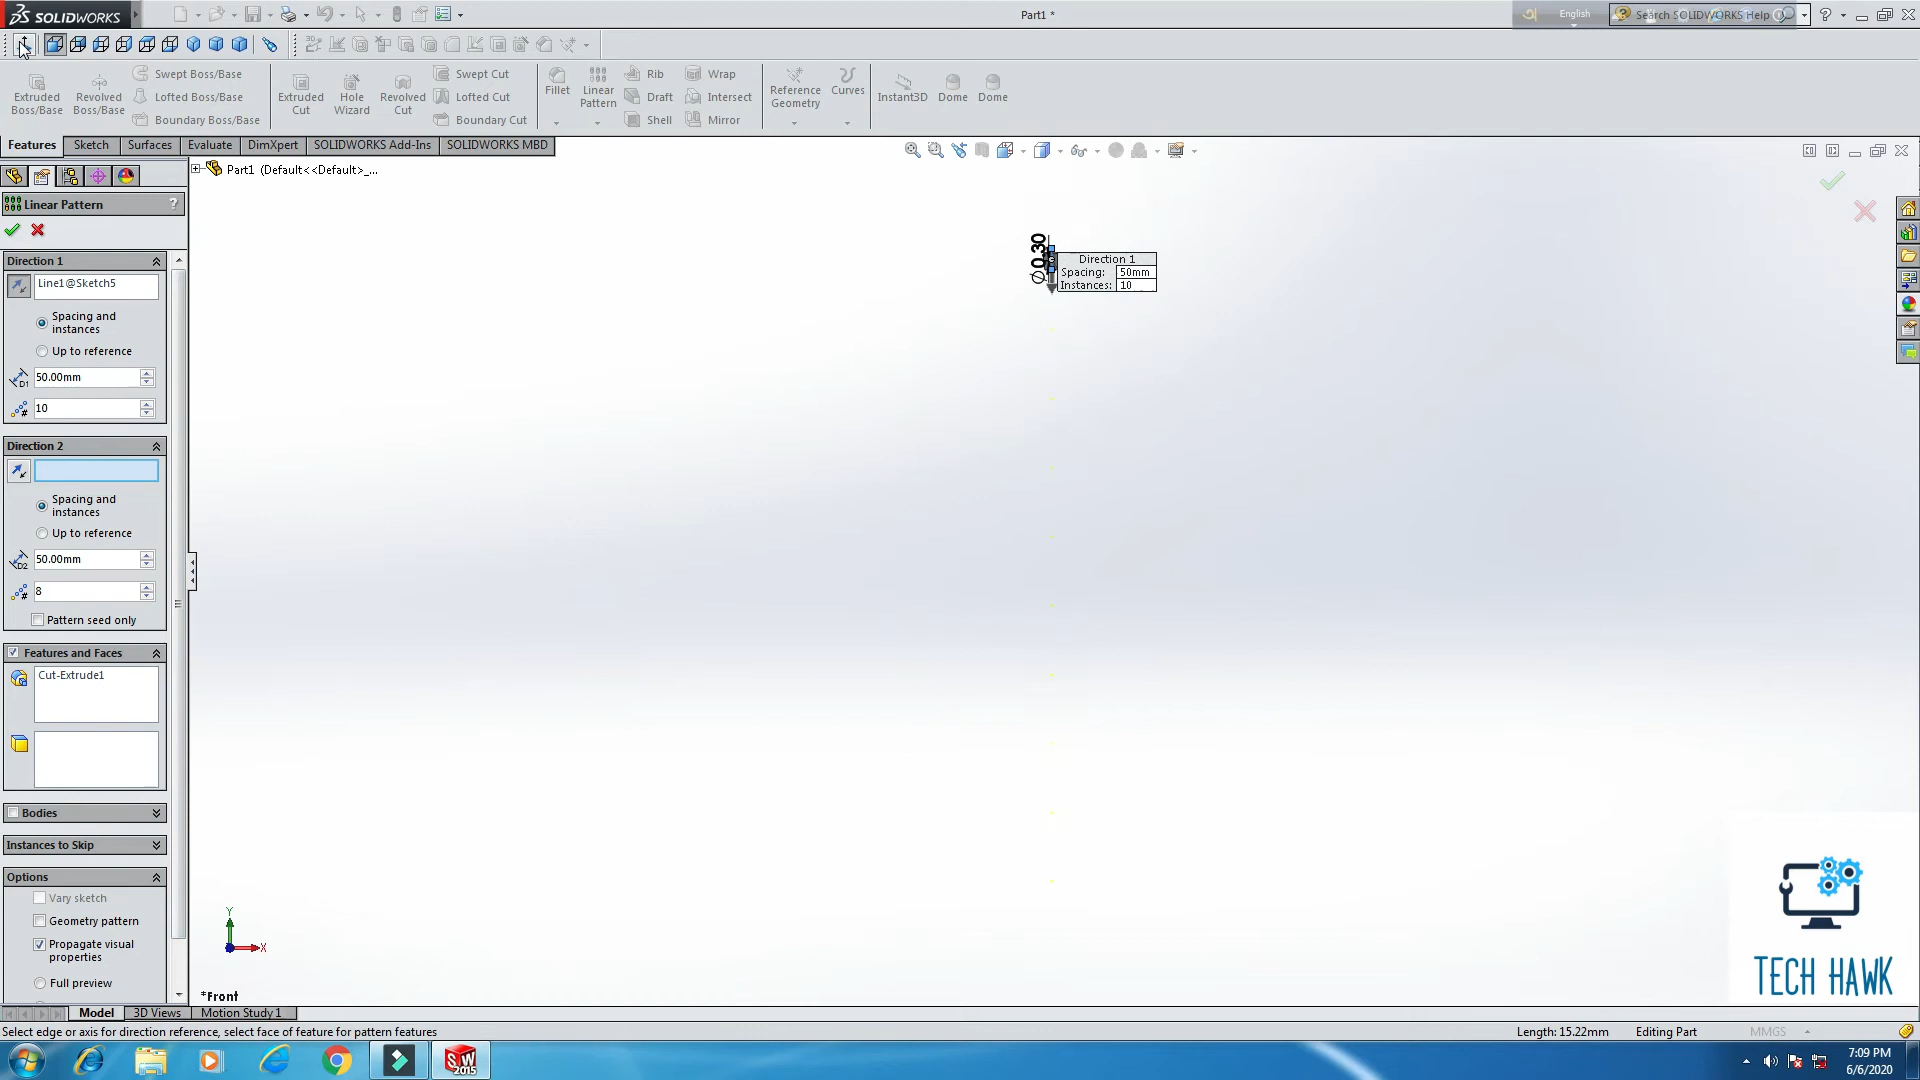 SOLIDWORKS
Part1 *
English
Search SOLIDWORKS Help
Extruded Boss/Base
Revolved Boss/Base
Swept Boss/Base
Lofted Boss/Base
Boundary Boss/Base
Extruded Cut
Hole Wizard
Revolved Cut
Swept Cut
Lofted Cut
Boundary Cut
Fillet
Linear Pattern
Rib
Draft
Shell
Wrap
Intersect
Mirror
Reference Geometry
Curves
Instant3D
Dome
Dome
Features
Sketch
Surfaces
Evaluate
DimXpert
SOLIDWORKS Add-Ins
SOLIDWORKS MBD
Part1 (Default<<Default>_...
Linear Pattern
?
Direction 1
Line1@Sketch5
Spacing and
instances
Up to reference
D1
50.00mm
#
10
Direction 2
Spacing and
instances
Up to reference
D2
50.00mm
#
8
Pattern seed only
Features and Faces
Cut-Extrude1
Bodies
Instances to Skip
Options
Vary sketch
Geometry pattern
Propagate visual
properties
Full preview
∅0.30
Direction 1
Spacing: 50mm
Instances: 10
Y
X
*Front
TECH HAWK
Model
3D Views
Motion Study 1
Select edge or axis for direction reference, select face of feature for pattern features
Length: 15.22mm
Editing Part
MMGS
SW
2015
7:09 PM
6/6/2020